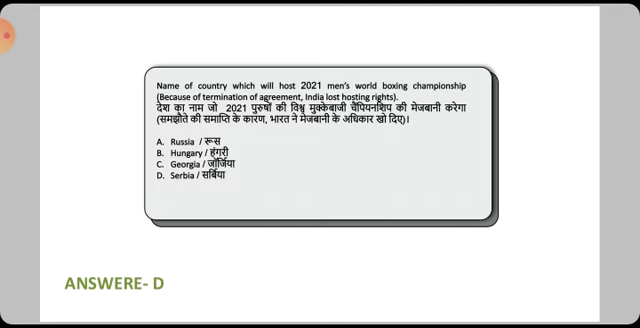 Name of country which will host 2021 men's world boxing championship
(Because of termination of agreement, India lost hosting rights).
देश का नाम जो 2021 पुरुषों की विश्व मुक्केबाजी चैंपियनशिप की मेजबानी करेगा
(समझौते की समाप्ति के कारण, भारत ने मेजबानी के अधिकार खो दिए)।
A. Russia / रूस
B. Hungary / हंगरी
C. Georgia / जॉर्जिया
D. Serbia / सर्बिया
ANSWERE- D